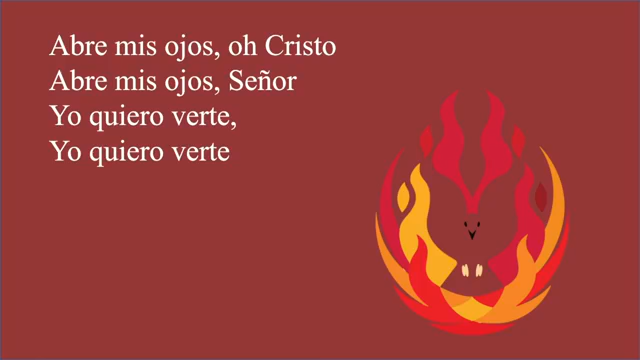 Abre mis ojos, oh Cristo
Abre mis ojos, Señor
Yo quiero verte,
Yo quiero verte